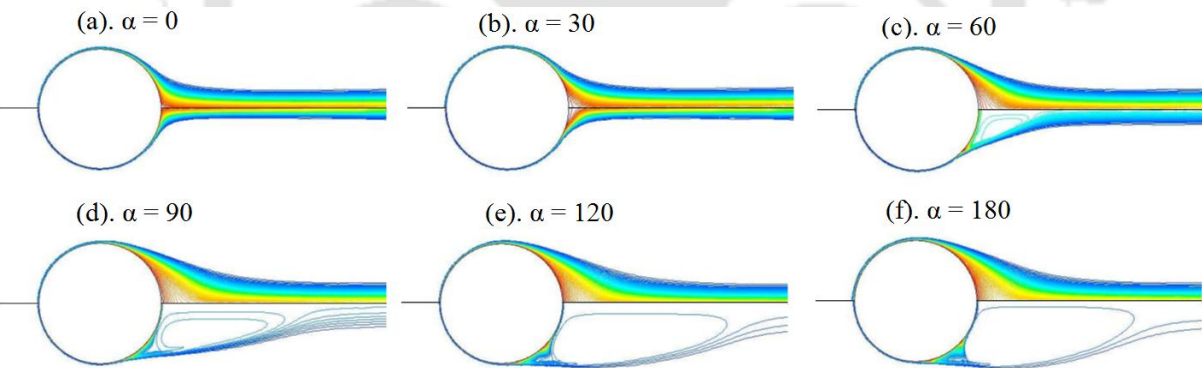 (a). α = 0
(b). α = 30
(c). α = 60
(d). α = 90
(e). α = 120
(f). α = 180